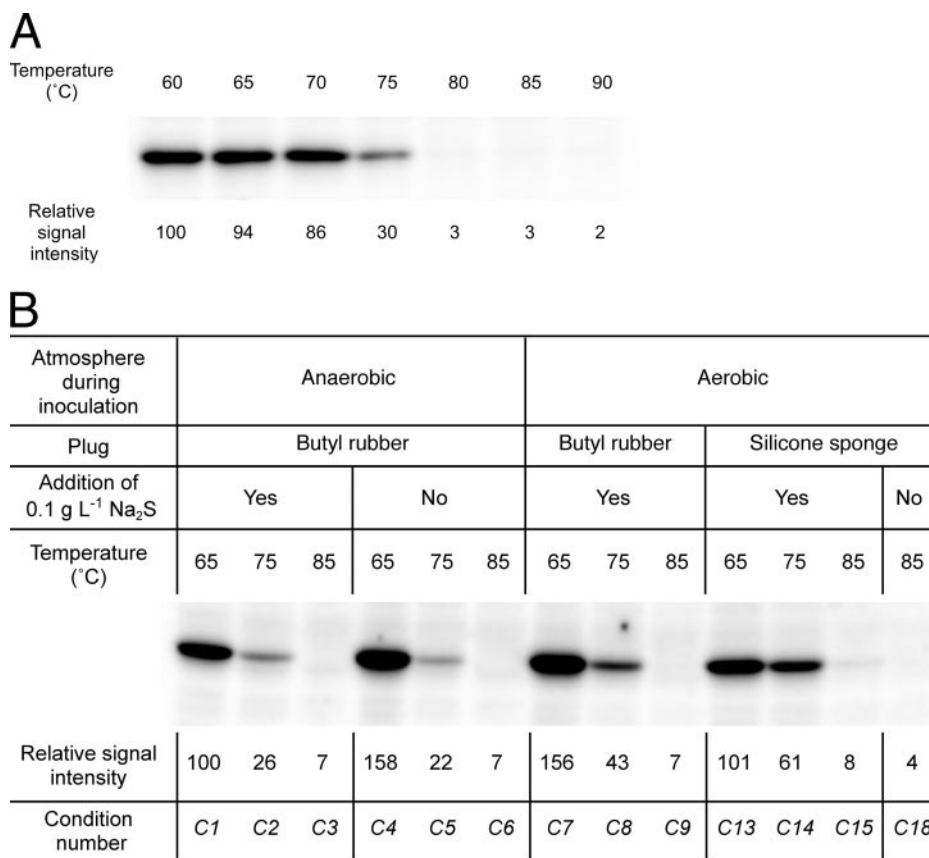 A
Temperature
(˚C)
60 65 70 75 80 85 90
Relative
signal
intensity
100 94 86 30 3 3 2
B
Atmosphere
during
inoculation
Anaerobic Aerobic
Plug Butyl rubber Butyl rubber Silicone sponge
Addition of
0.1 g L⁻¹ Na₂S
Yes No Yes Yes No
Temperature
(˚C)
65 75 85 65 75 85 65 75 85 65 75 85 85
Relative signal
intensity
100 26 7 158 22 7 156 43 7 101 61 8 4
Condition
number
C1 C2 C3 C4 C5 C6 C7 C8 C9 C13 C14 C15 C18